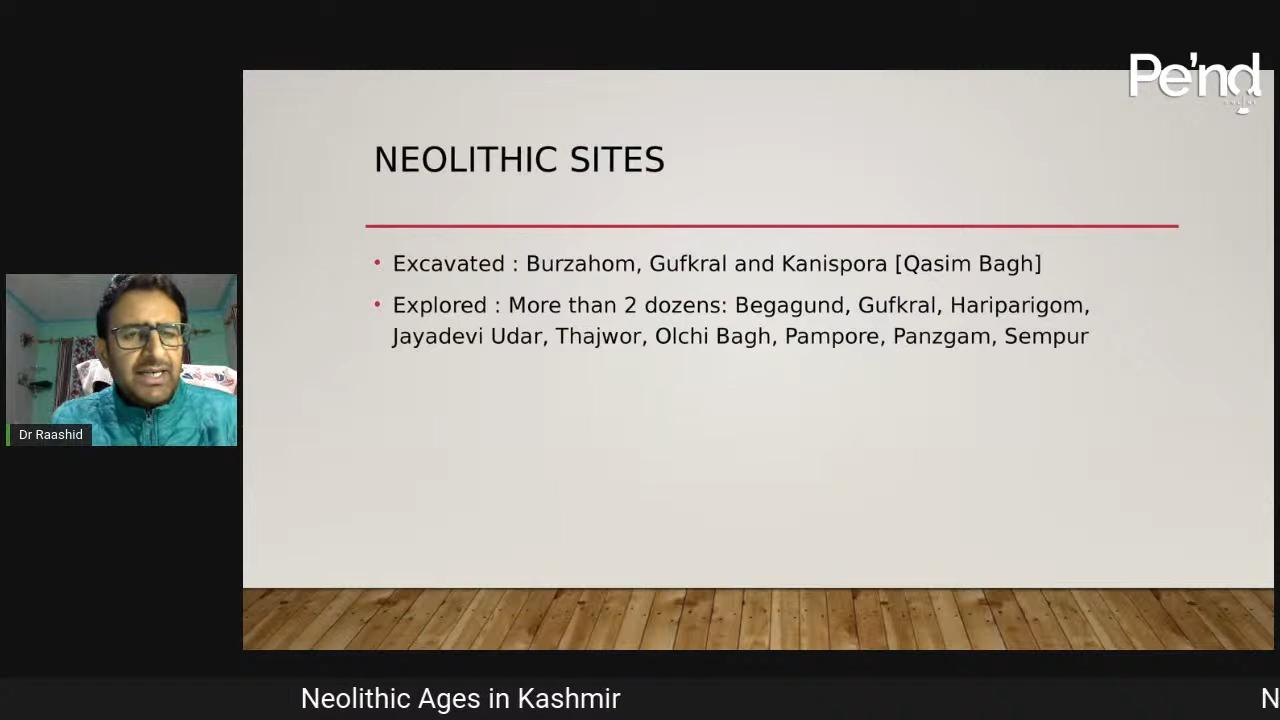 Pe'nd
NEOLITHIC SITES
• Excavated : Burzahom, Gufkral and Kanispora [Qasim Bagh]
• Explored : More than 2 dozens: Begagund, Gufkral, Hariparigom,
Jayadevi Udar, Thajwor, Olchi Bagh, Pampore, Panzgam, Sempur
Dr Raashid
Neolithic Ages in Kashmir
N